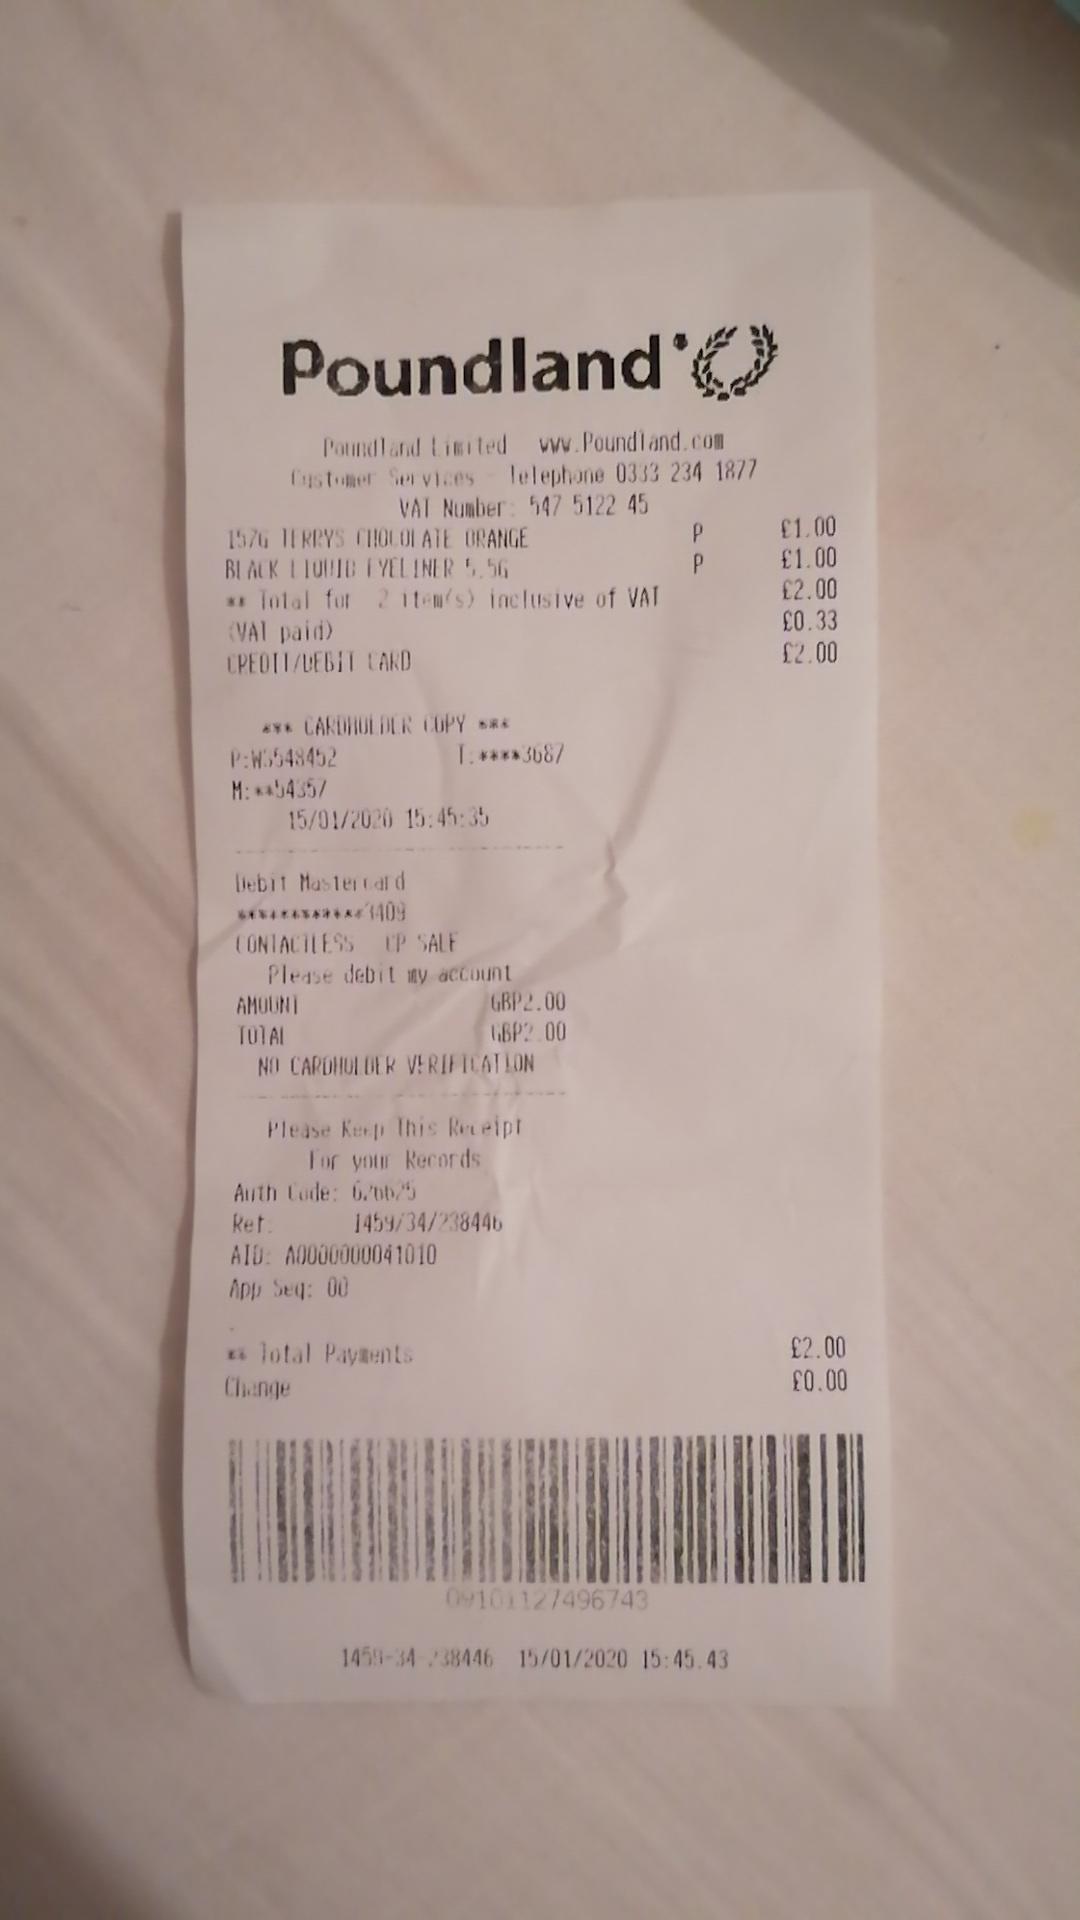 Poundland
Poundland Limited www.Poundland.com
Customer Services - Telephone 0333 234 1877
VAT Number: 547 5122 45
157G TERRYS CHOCOLATE ORANGE P £1.00
BLACK LIQUID EYELINER 5.5G P £1.00
** Total for 2 item(s) inclusive of VAT £2.00
(VAT paid) £0.33
CREDIT/DEBIT CARD £2.00
*** CARDHOLDER COPY ***
P:W3548452 T:****3687
M:**54357
15/01/2020 15:45:35
Debit Mastercard
************3409
CONTACTLESS CP SALE
Please debit my account
AMOUNT GBP2.00
TOTAL GBP2.00
NO CARDHOLDER VERIFICATION
Please Keep This Receipt
For your Records
Auth Code:
Ref: 1459/34/238446
AID: A0000000041010
App Seq: 00
.
** Total Payments £2.00
Change £0.00
09101127496743
1459-34-238446 15/01/2020 15:45.43